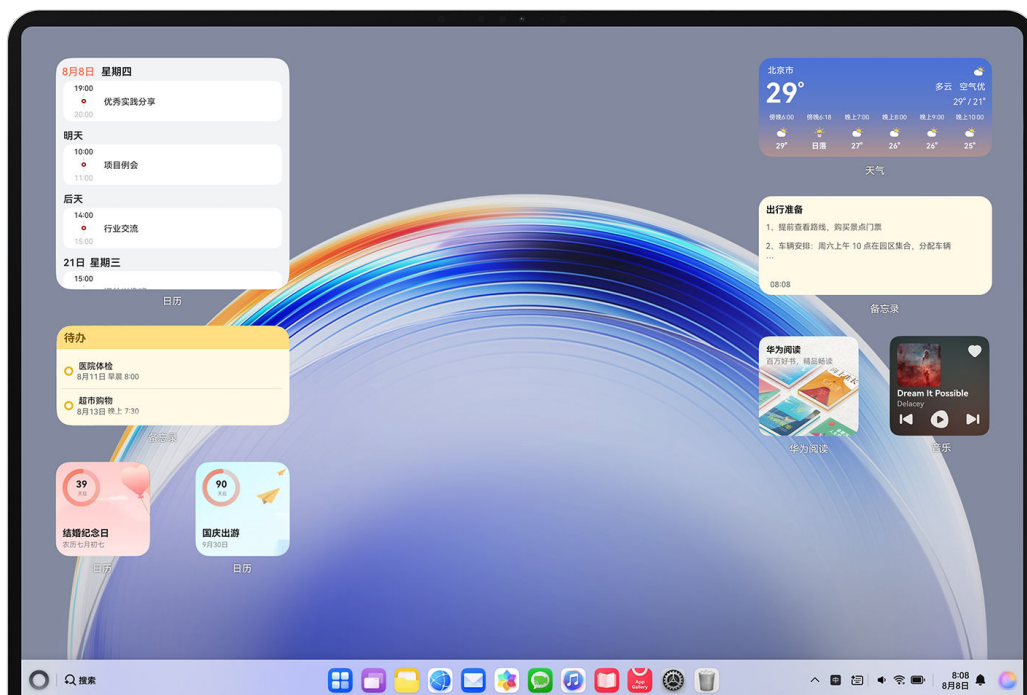 8月8日 星期四
19:00
优秀实践分享
20:00
明天
10:00
项目例会
11:00
后天
14:00
行业交流
15:00
21日 星期三
15:00
日历
待办
医院体检
8月11日 早晨 8:00
超市购物
8月13日 晚上 7:30
备忘录
39
天后
结婚纪念日
农历七月初七
日历
90
天后
国庆出游
9月30日
日历
北京市
29°
多云 空气优
29°/ 21°
傍晚6:00 傍晚6:18 晚上7:00 晚上8:00 晚上9:00 晚上10:00
29° 日落 27° 26° 26° 25°
天气
出行准备
1、提前查看路线，购买景点门票
2、车辆安排：周六上午 10 点在园区集合，分配车辆
...
08:08
备忘录
华为阅读
百万好书，精品畅读
华为阅读
Dream It Possible
Delacey
音乐
搜索
App
Gallery
中
8:08
8月8日